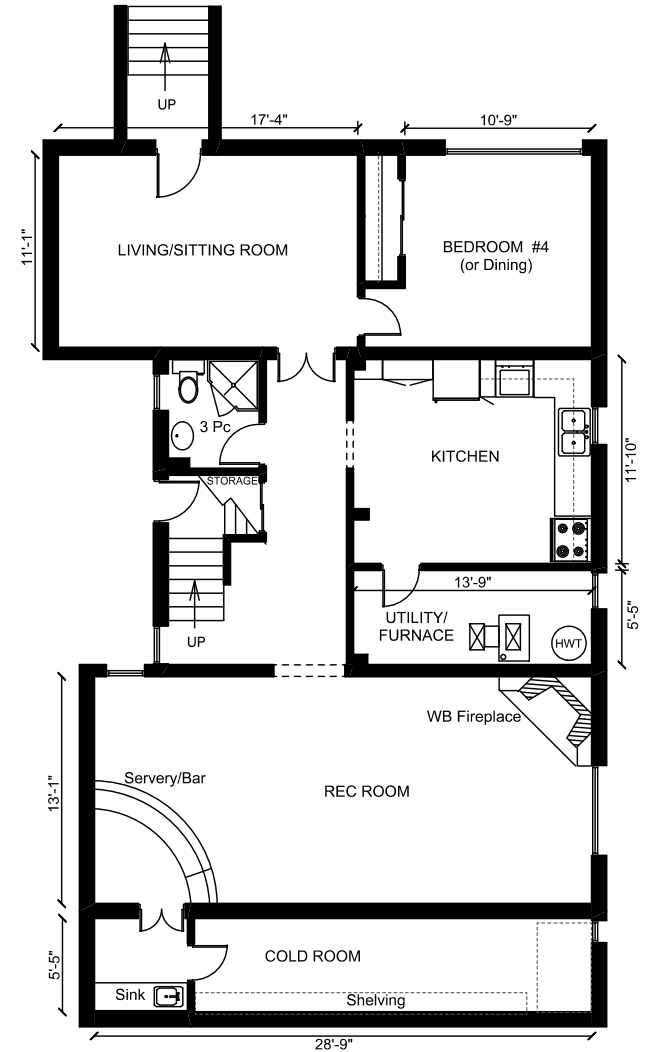 UP
17'-4"
10'-9"
11'-1"
LIVING/SITTING ROOM
BEDROOM #4
(or Dining)
3 Pc
KITCHEN
11'-10"
STORAGE
13'-9"
UP
UTILITY/
FURNACE
HWT
5'-5"
WB Fireplace
Servery/Bar
REC ROOM
13'-1"
COLD ROOM
5'-5"
Sink
Shelving
28'-9"